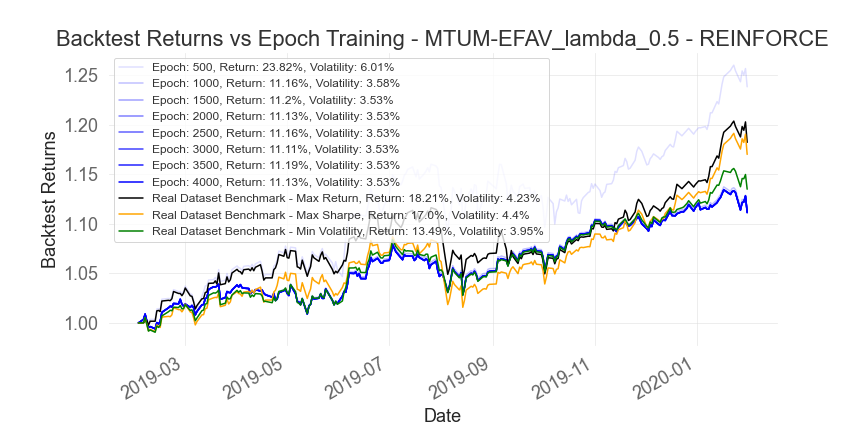 Backtest Returns vs Epoch Training - MTUM-EFAV_lambda_0.5 - REINFORCE
Epoch: 500, Return: 23.82%, Volatility: 6.01%
Epoch: 1000, Return: 11.16%, Volatility: 3.58%
Epoch: 1500, Return: 11.2%, Volatility: 3.53%
Epoch: 2000, Return: 11.13%, Volatility: 3.53%
Epoch: 2500, Return: 11.16%, Volatility: 3.53%
Epoch: 3000, Return: 11.11%, Volatility: 3.53%
Epoch: 3500, Return: 11.19%, Volatility: 3.53%
Epoch: 4000, Return: 11.13%, Volatility: 3.53%
Real Dataset Benchmark - Max Return, Return: 18.21%, Volatility: 4.23%
Real Dataset Benchmark - Max Sharpe, Return: 17.0%, Volatility: 4.4%
Real Dataset Benchmark - Min Volatility, Return: 13.49%, Volatility: 3.95%
Backtest Returns
1.25
1.20
1.15
1.10
1.05
1.00
2019-03
2019-05
2019-07
2019-09
2019-11
2020-01
Date